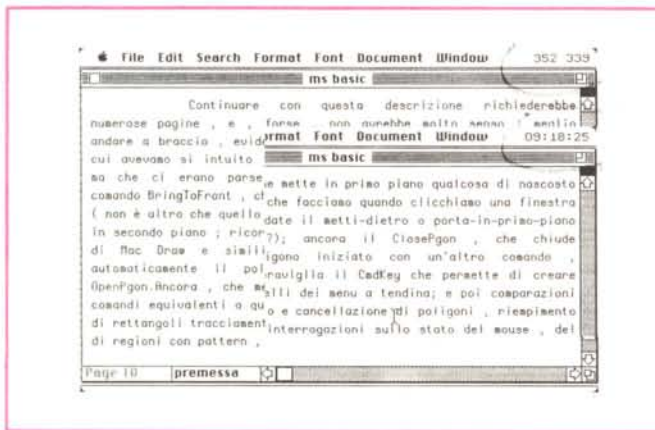 File Edit Search Format Font Document Window 352 339
ms basic
Continuare con questa descrizione richiederebbe
numerose pagine , e , forse , non avrebbe molto senso ; meglio
andare a braccio , evid
cui avevamo si intuito
ma che ci erano parse
comando BringToFront , c
( non è altro che quello
in secondo piano ; ricor
di Mac Draw e simili
automaticamente il pol
OpenPgon.Ancora , che me
comandi equivalenti a qu
di rettangoli tracciament
di regioni con pattern ,
Page 10 premessa
ormat Font Document Window 09:18:25
ms basic
e mette in primo piano qualcosa di nascosto
che facciamo quando clicchiamo una finestra
date il metti-dietro o porta-in-primo-piano
?); ancora il ClosePgon , che chiude
igono iniziato con un'altro comando ,
raviglia il CmdKey che permette di creare
elli dei menu a tendina; e poi comparazioni
o e cancellazione di poligoni , riempimento
interrogazioni sullo stato del mouse , del